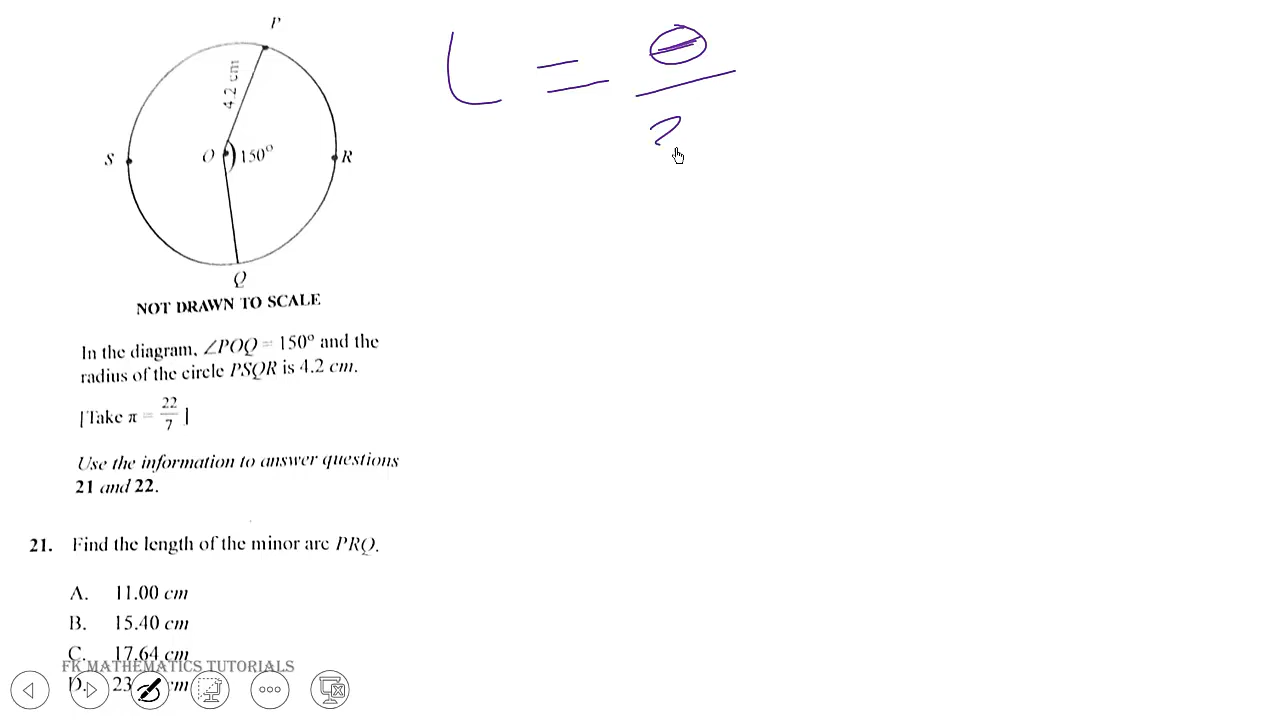 P
4.2 cm
S
O
150°
R
Q
NOT DRAWN TO SCALE
In the diagram, ∠POQ = 150° and the
radius of the circle PSQR is 4.2 cm.
[Take π = 22/7]
Use the information to answer questions
21 and 22.
21. Find the length of the minor arc PRQ.
A. 11.00 cm
B. 15.40 cm
C. 17.64 cm
FK MATHEMATICS TUTORIALS
D. 23
L = θ